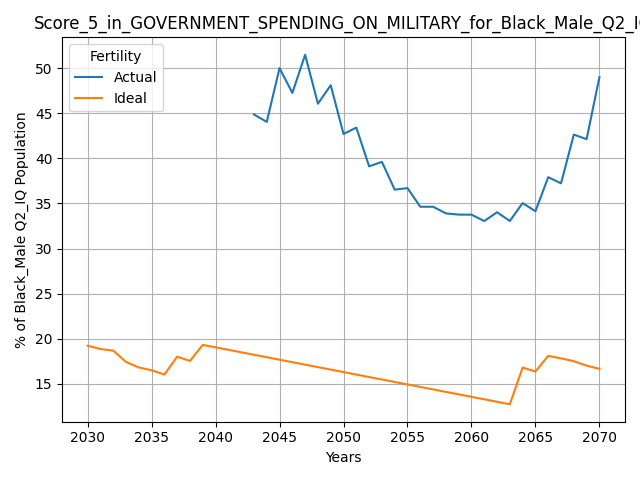 Score_5_in_GOVERNMENT_SPENDING_ON_MILITARY_for_Black_Male_Q2_IQ
Fertility
Actual
Ideal
% of Black_Male Q2_IQ Population
50
45
40
35
30
25
20
15
2030 2035 2040 2045 2050 2055 2060 2065 2070
Years